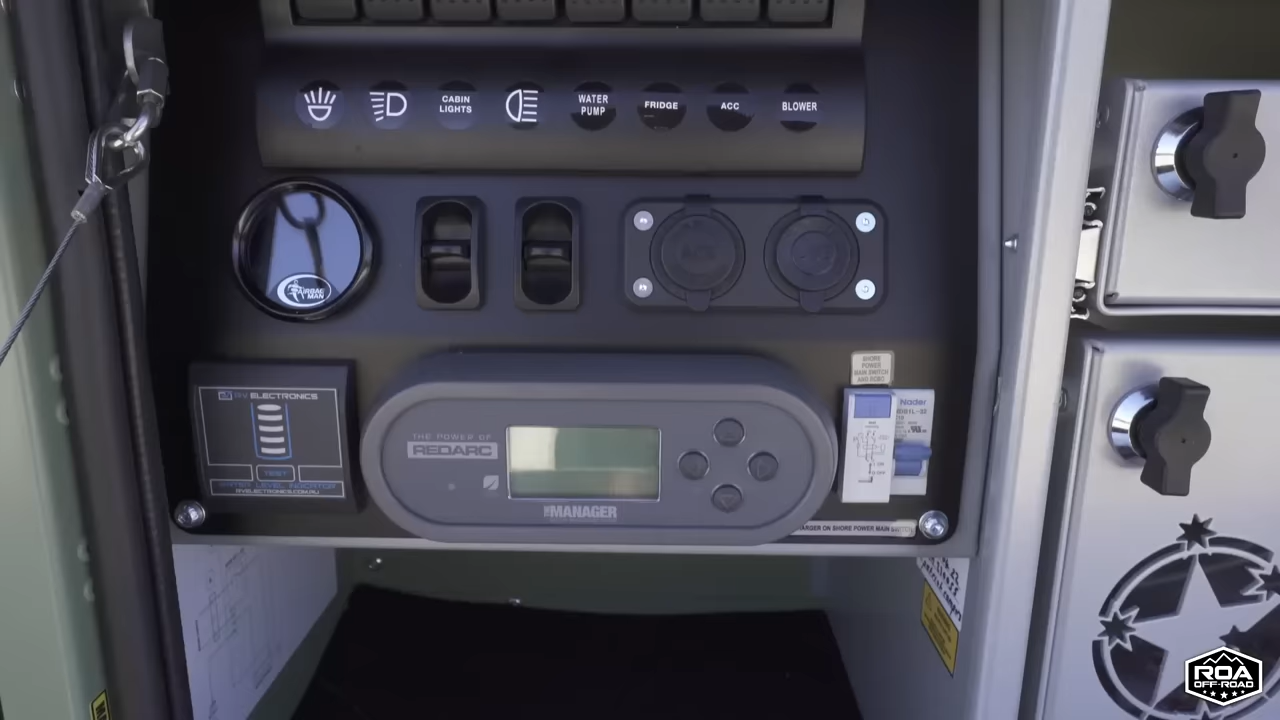 CABIN
LIGHTS
WATER
PUMP
FRIDGE
ACC
BLOWER
AIRBAG
MAN
RV ELECTRONICS
TEST
WATER LEVEL INDICATOR
RVELECTRONICS.COM.AU
THE POWER OF
REDARC
THE MANAGER
SHORE
POWER
MAIN SWITCH
AND RCBO
Nader
CHARGER ON SHORE POWER MAIN SWITCH
ROA
OFF-ROAD